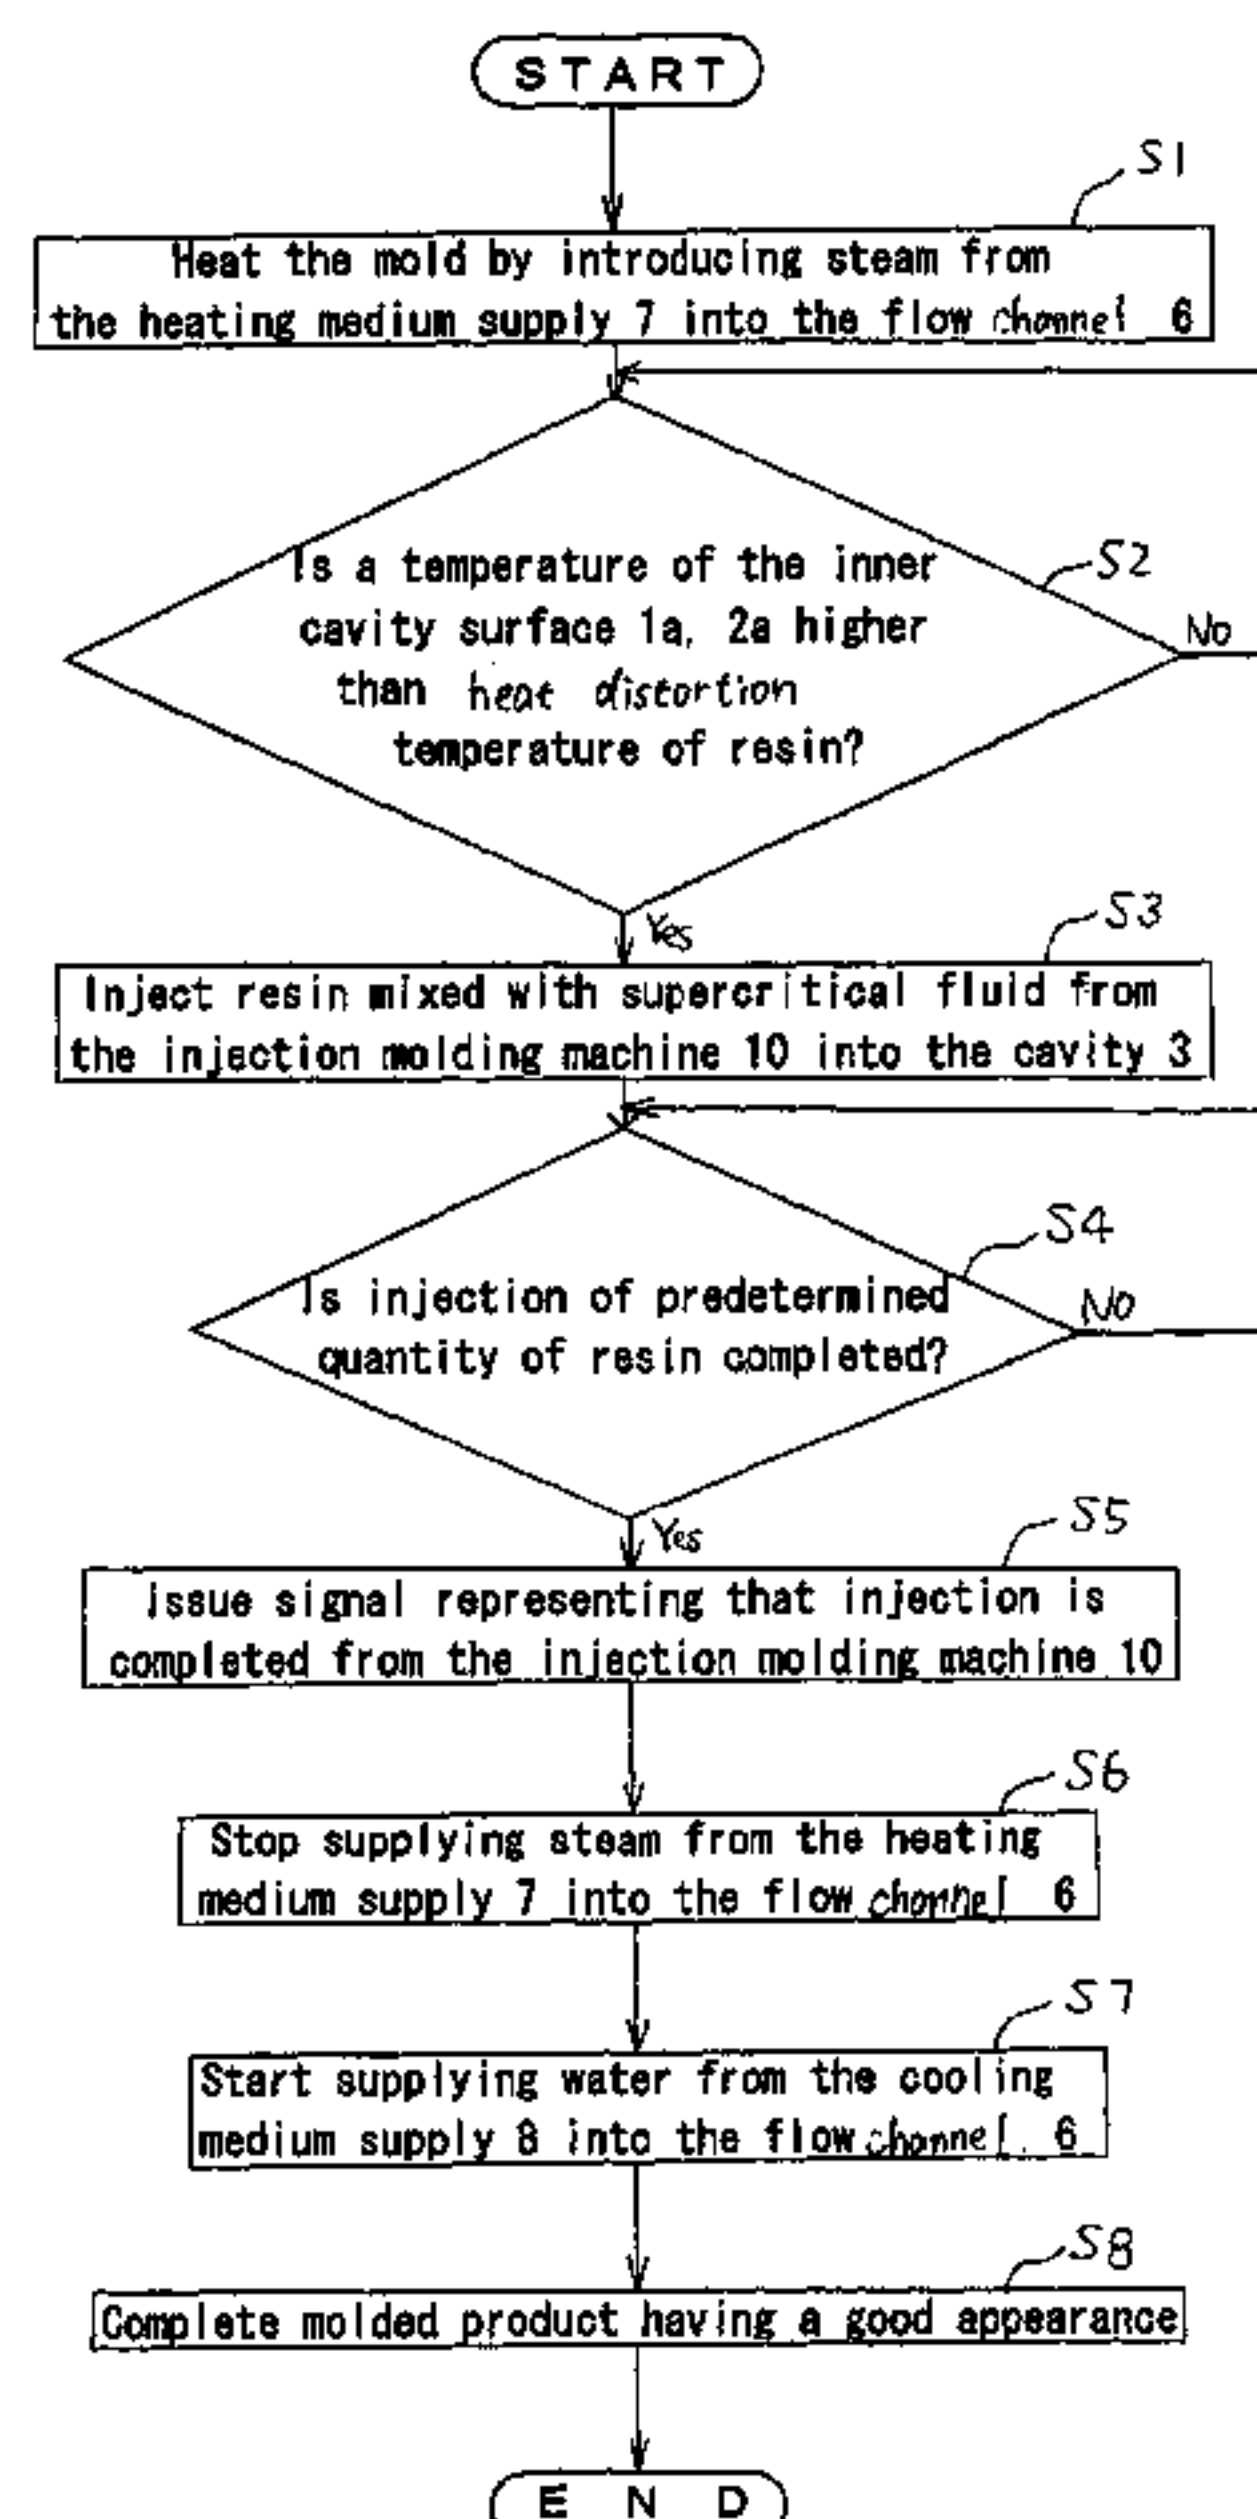 START
S1
Heat the mold by introducing steam from
the heating medium supply 7 into the flow channel 6
Is a temperature of the inner
cavity surface 1a, 2a higher
than heat distortion
temperature of resin?
S2
No
Yes
S3
Inject resin mixed with supercritical fluid from
the injection molding machine 10 into the cavity 3
S4
Is injection of predetermined
quantity of resin completed?
No
Yes
S5
Issue signal representing that injection is
completed from the injection molding machine 10
S6
Stop supplying steam from the heating
medium supply 7 into the flow channel 6
S7
Start supplying water from the cooling
medium supply 8 into the flow channel 6
S8
Complete molded product having a good appearance
END